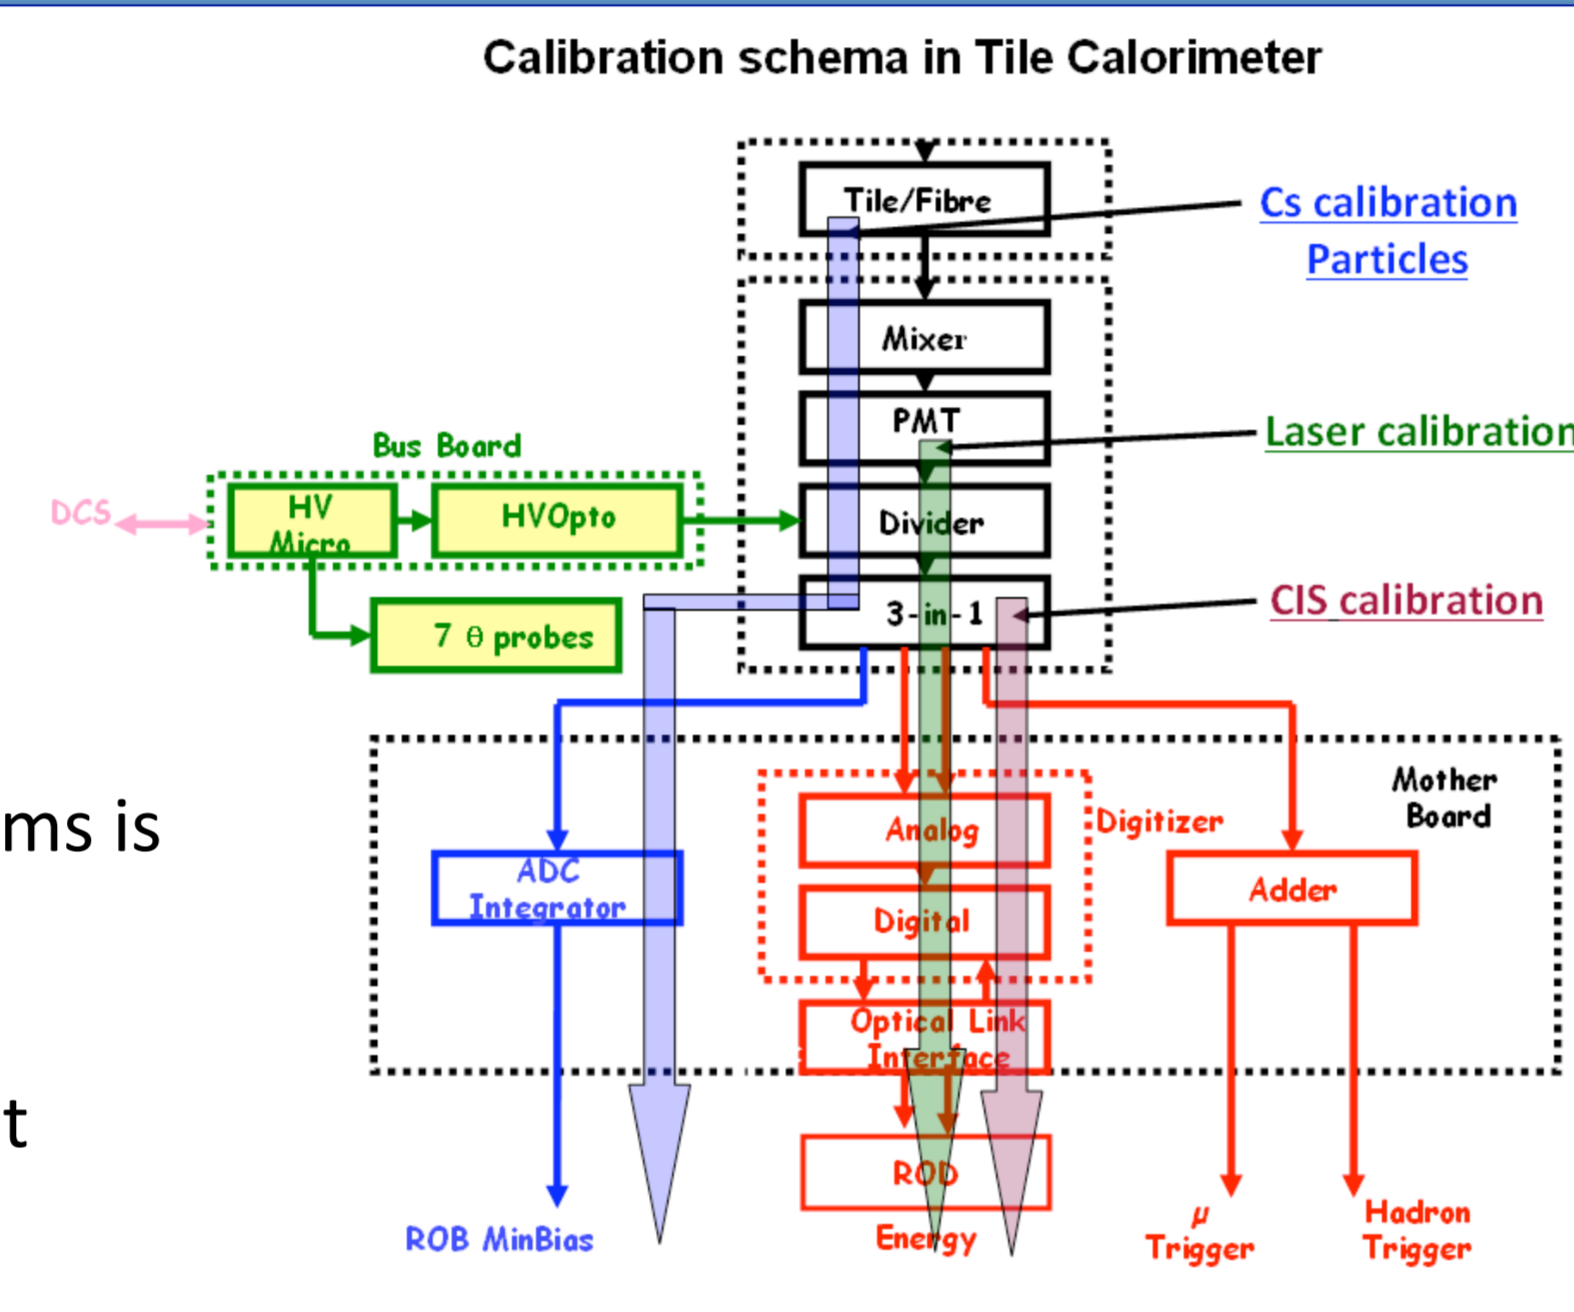 Calibration schema in Tile Calorimeter
Tile/Fibre
Cs calibration
Particles
Mixer
PMT
Laser calibration
Bus Board
DCS
HV
Micro
HVOpto
Divider
7 θ probes
3-in-1
CIS calibration
Mother
Board
ms is
Analog
Digitizer
ADC
Integrator
Adder
Digital
Optical Link
Interface
t
ROD
Energy
ROB MinBias
μ
Trigger
Hadron
Trigger